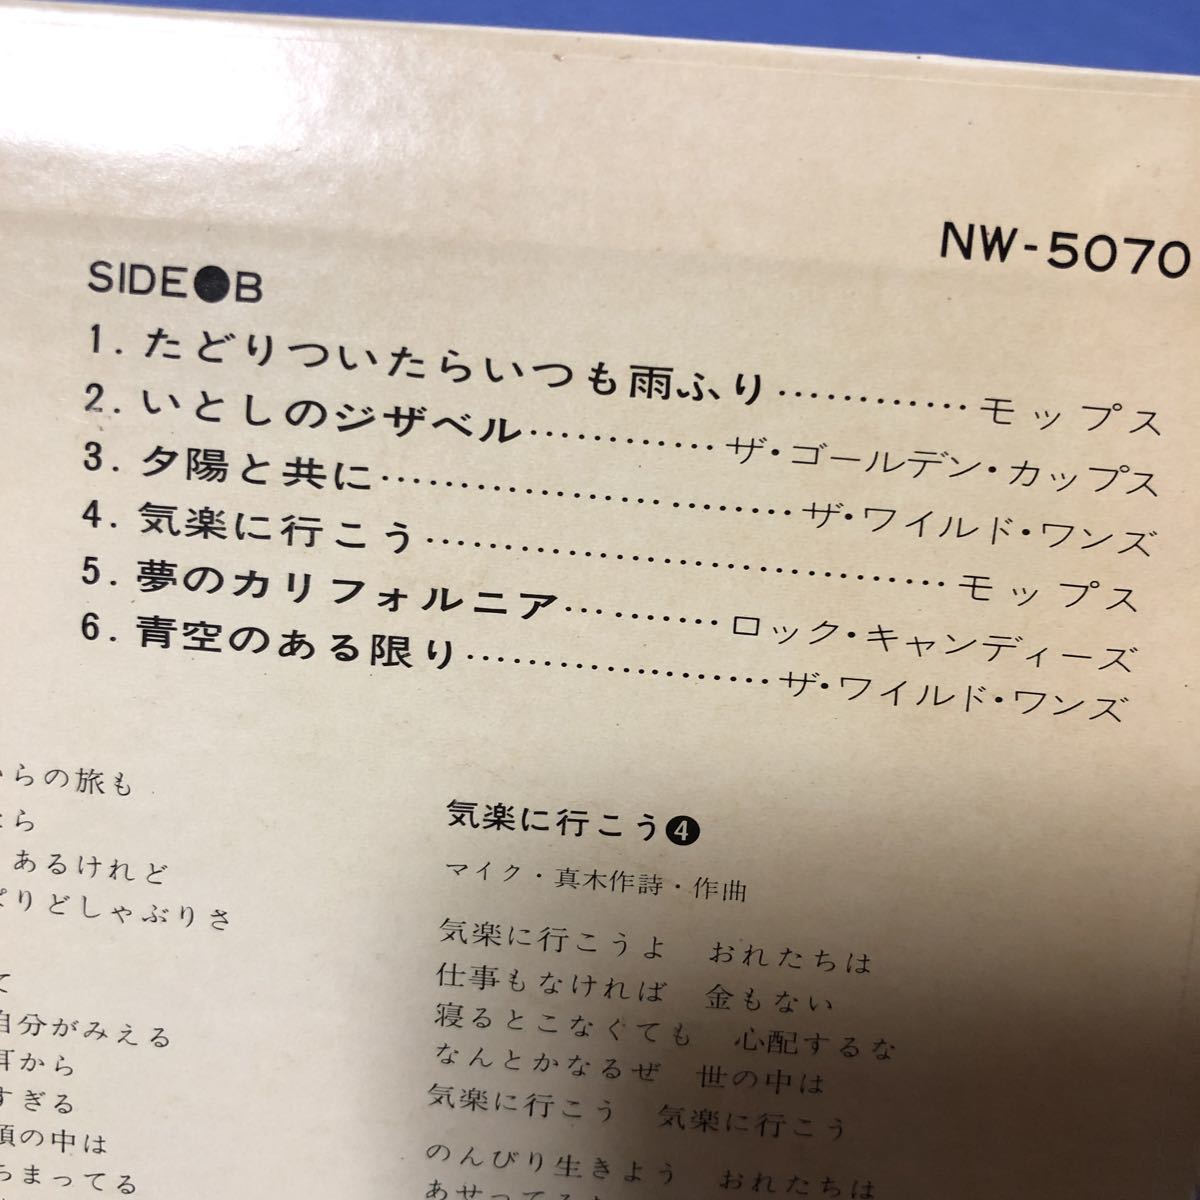 NW-5070
SIDE●B
1. たどりついたらいつも雨ふり…………モップス
2. いとしのジザベル…………ザ・ゴールデン・カップス
3. 夕陽と共に………………………ザ・ワイルド・ワンズ
4. 気楽に行こう………………………………モップス
5. 夢のカリフォルニア…………ロック・キャンディーズ
6. 青空のある限り…………………ザ・ワイルド・ワンズ
らの旅も
ら
あるけれど
りどしゃぶりさ
て
自分がみえる
耳から
すぎる
頭の中は
ちまってる
気楽に行こう❹
マイク・真木作詩・作曲
気楽に行こうよ　おれたちは
仕事もなければ　金もない
寝るとこなくても　心配するな
なんとかなるぜ　世の中は
気楽に行こう　気楽に行こう
のんびり生きよう　おれたちは